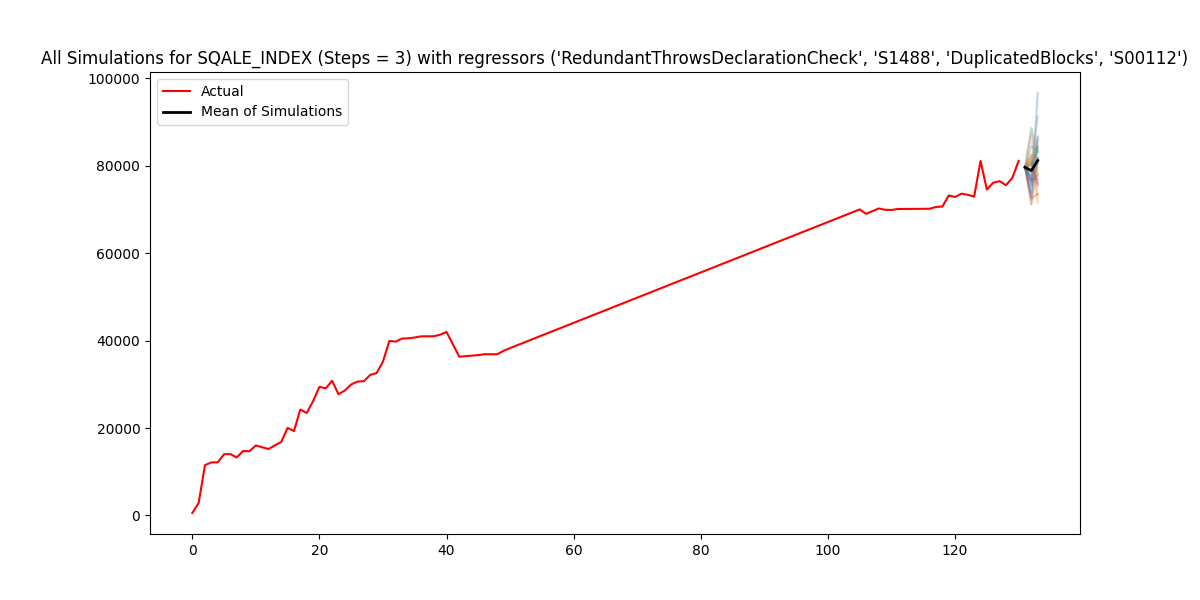 All Simulations for SQALE_INDEX (Steps = 3) with regressors ('RedundantThrowsDeclarationCheck', 'S1488', 'DuplicatedBlocks', 'S00112')
100000
80000
60000
40000
20000
0
Actual
Mean of Simulations
0 20 40 60 80 100 120